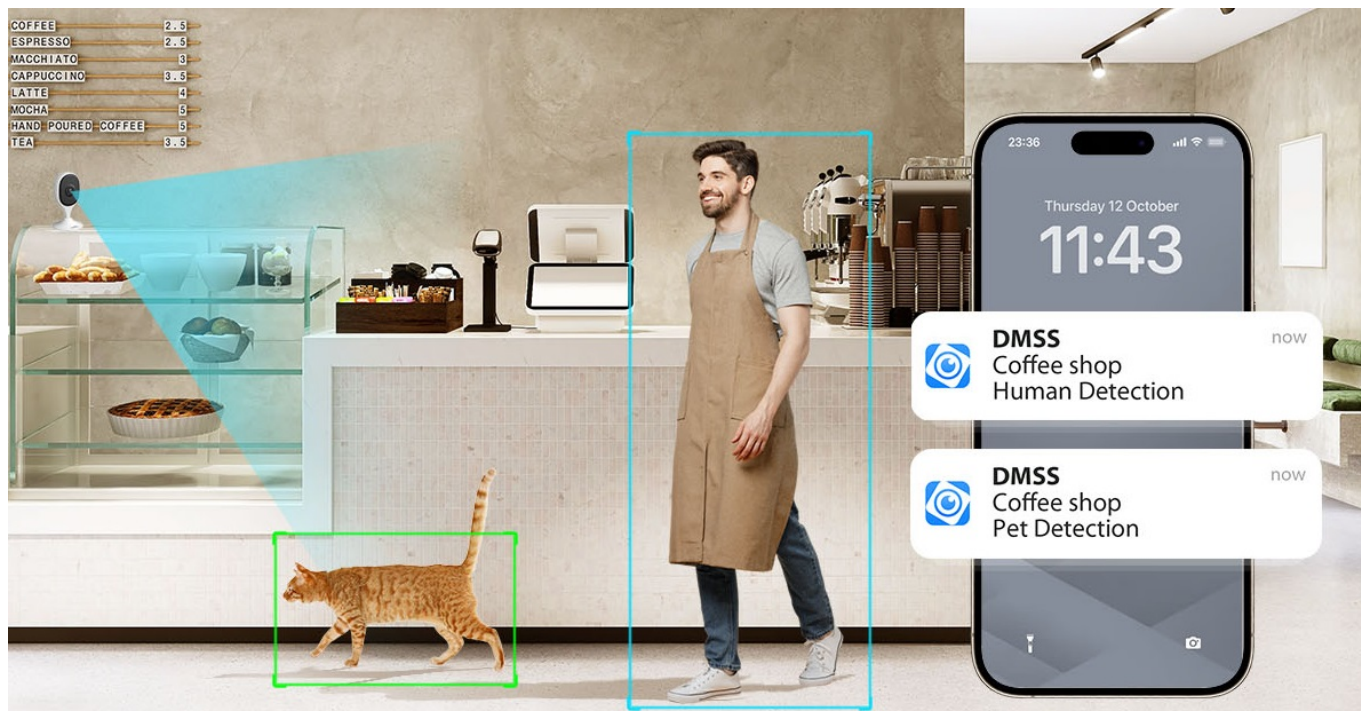 COFFEE 2.5
ESPRESSO 2.5
MACCHIATO 3
CAPPUCCINO 3.5
LATTE 4
MOCHA 5
HAND POURED COFFEE 5
TEA 3.5
23:36
Thursday 12 October
11:43
DMSS now
Coffee shop
Human Detection
DMSS now
Coffee shop
Pet Detection